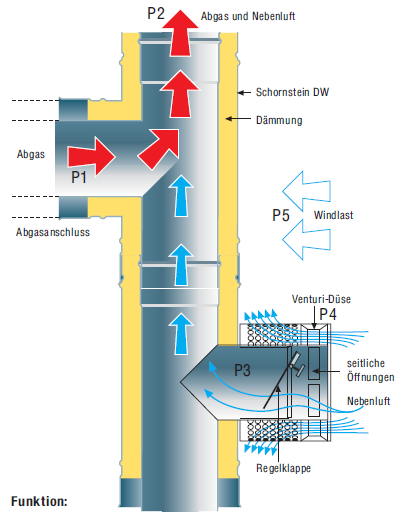 P2
Abgas und Nebenluft
Schornstein DW
Dämmung
Abgas
P1
P5
Windlast
Abgasanschluss
Venturi-Düse
P4
P3
seitliche
Öffnungen
Nebenluft
Regelklappe
Funktion: